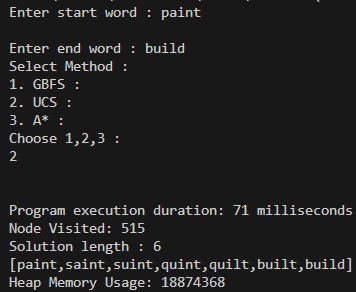 Enter start word : paint
Enter end word : build
Select Method :
1. GBFS :
2. UCS :
3. A* :
Choose 1,2,3 :
2
Program execution duration: 71 milliseconds
Node Visited: 515
Solution length : 6
[paint,saint,suint,quint,quilt,built,build]
Heap Memory Usage: 18874368